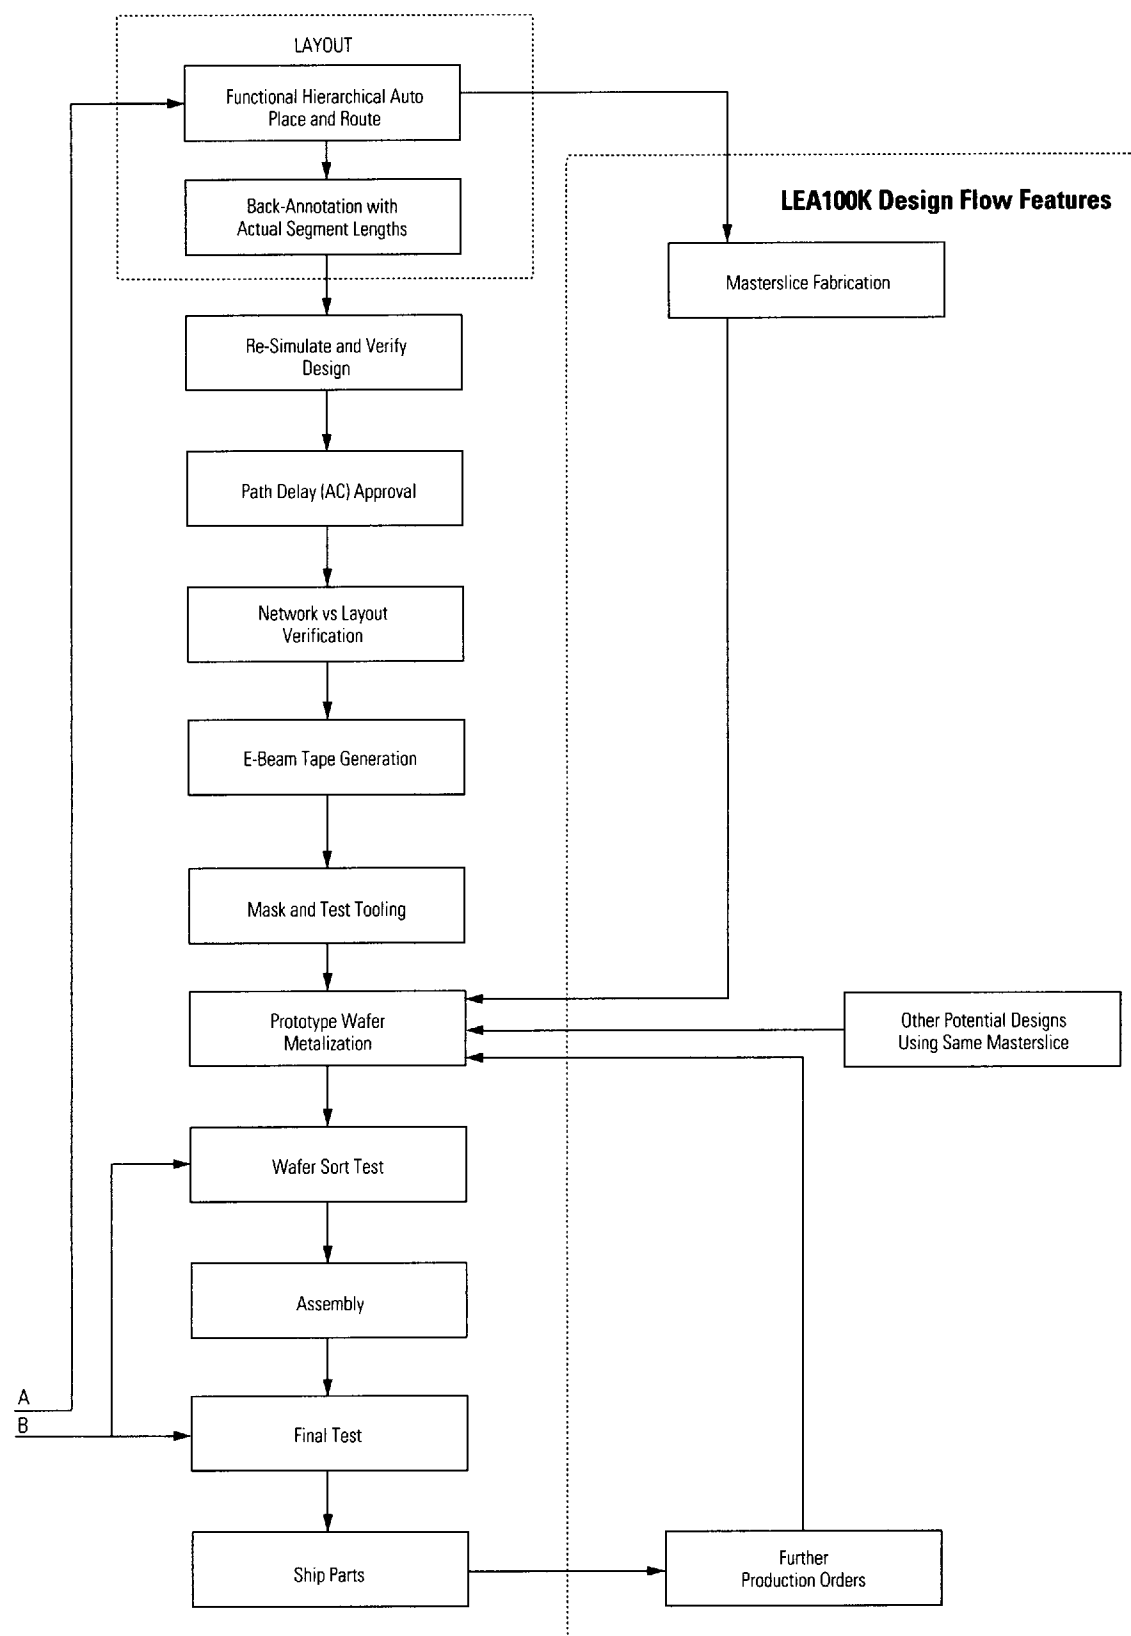 LAYOUT
Functional Hierarchical Auto
Place and Route
Back-Annotation with
Actual Segment Lengths
LEA100K Design Flow Features
Masterslice Fabrication
Re-Simulate and Verify
Design
Path Delay (AC) Approval
Network vs Layout
Verification
E-Beam Tape Generation
Mask and Test Tooling
Prototype Wafer
Metalization
Other Potential Designs
Using Same Masterslice
Wafer Sort Test
Assembly
A
B
Final Test
Ship Parts
Further
Production Orders